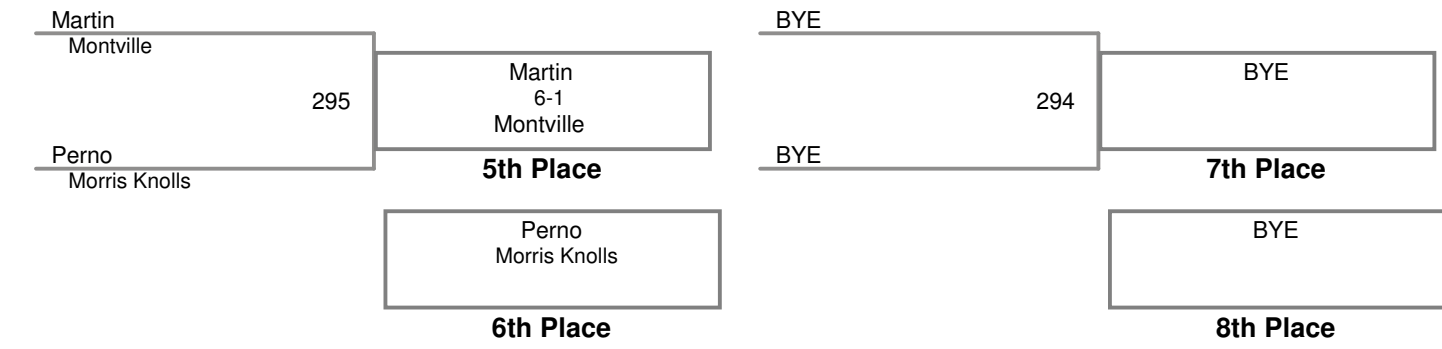 Martin
Montville
295
Perno
Morris Knolls
Martin
6-1
Montville
5th Place
Perno
Morris Knolls
6th Place
BYE
294
BYE
BYE
7th Place
BYE
8th Place